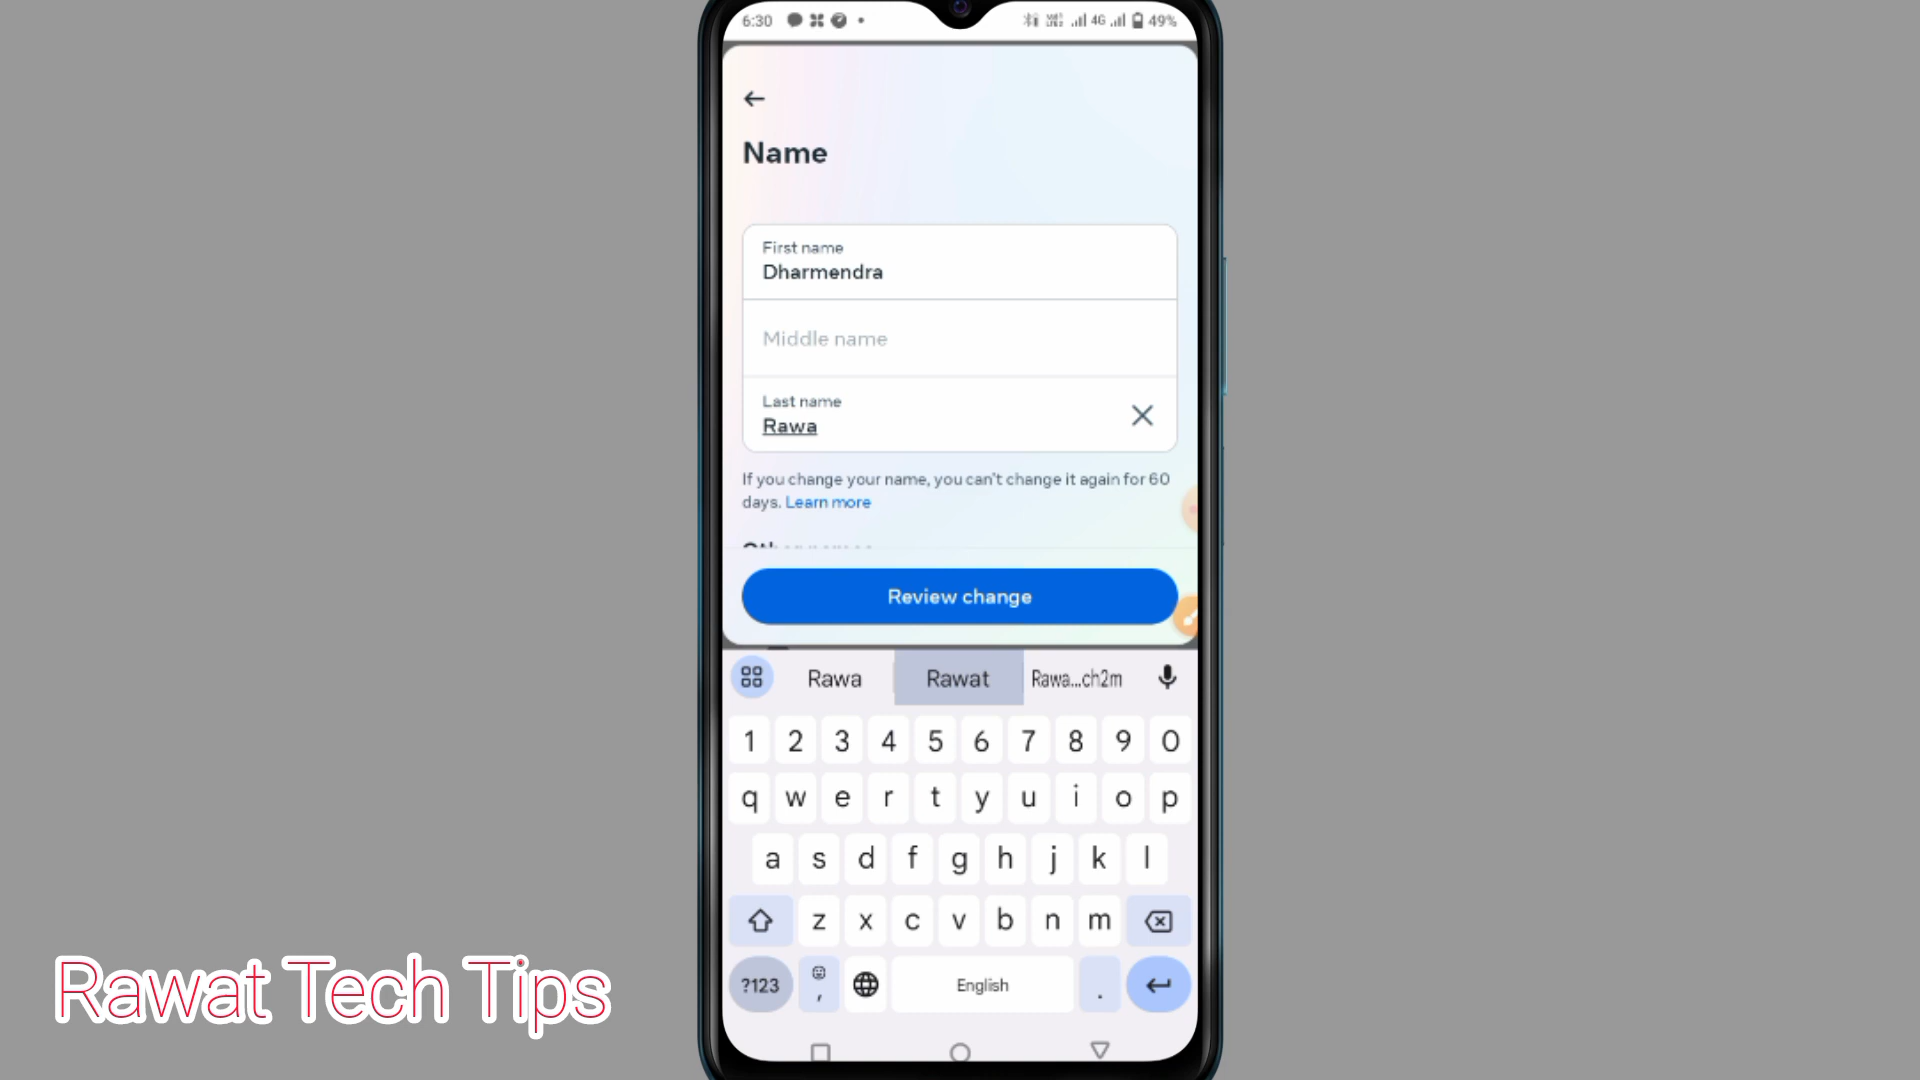 6:30 4G 49%
Name
First name
Dharmendra
Middle name
Last name
Rawa
If you change your name, you can't change it again for 60
days. Learn more
Review change
Rawa Rawat Rawa...ch2m
1 2 3 4 5 6 7 8 9 0
q w e r t y u i o p
a s d f g h j k l
z x c v b n m
?123 , English .
Rawat Tech Tips